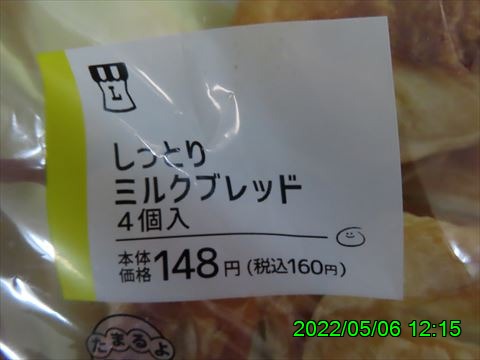 L
しっとり
ミルクブレッド
4個入
本体価格148円(税込160円)
たまるよ
2022/05/06 12:15